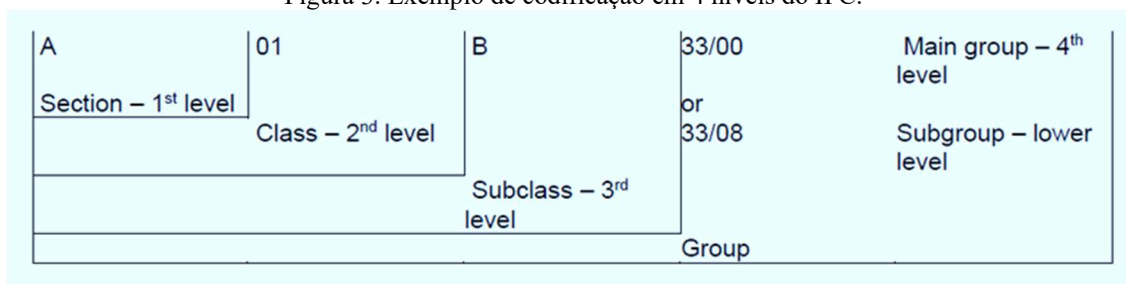 Figura 3. Exemplo de codificação em 4 níveis do IPC.
A 01 B 33/00 Main group – 4th
level
Section – 1st level or
Class – 2nd level 33/08 Subgroup – lower
level
Subclass – 3rd
level
Group